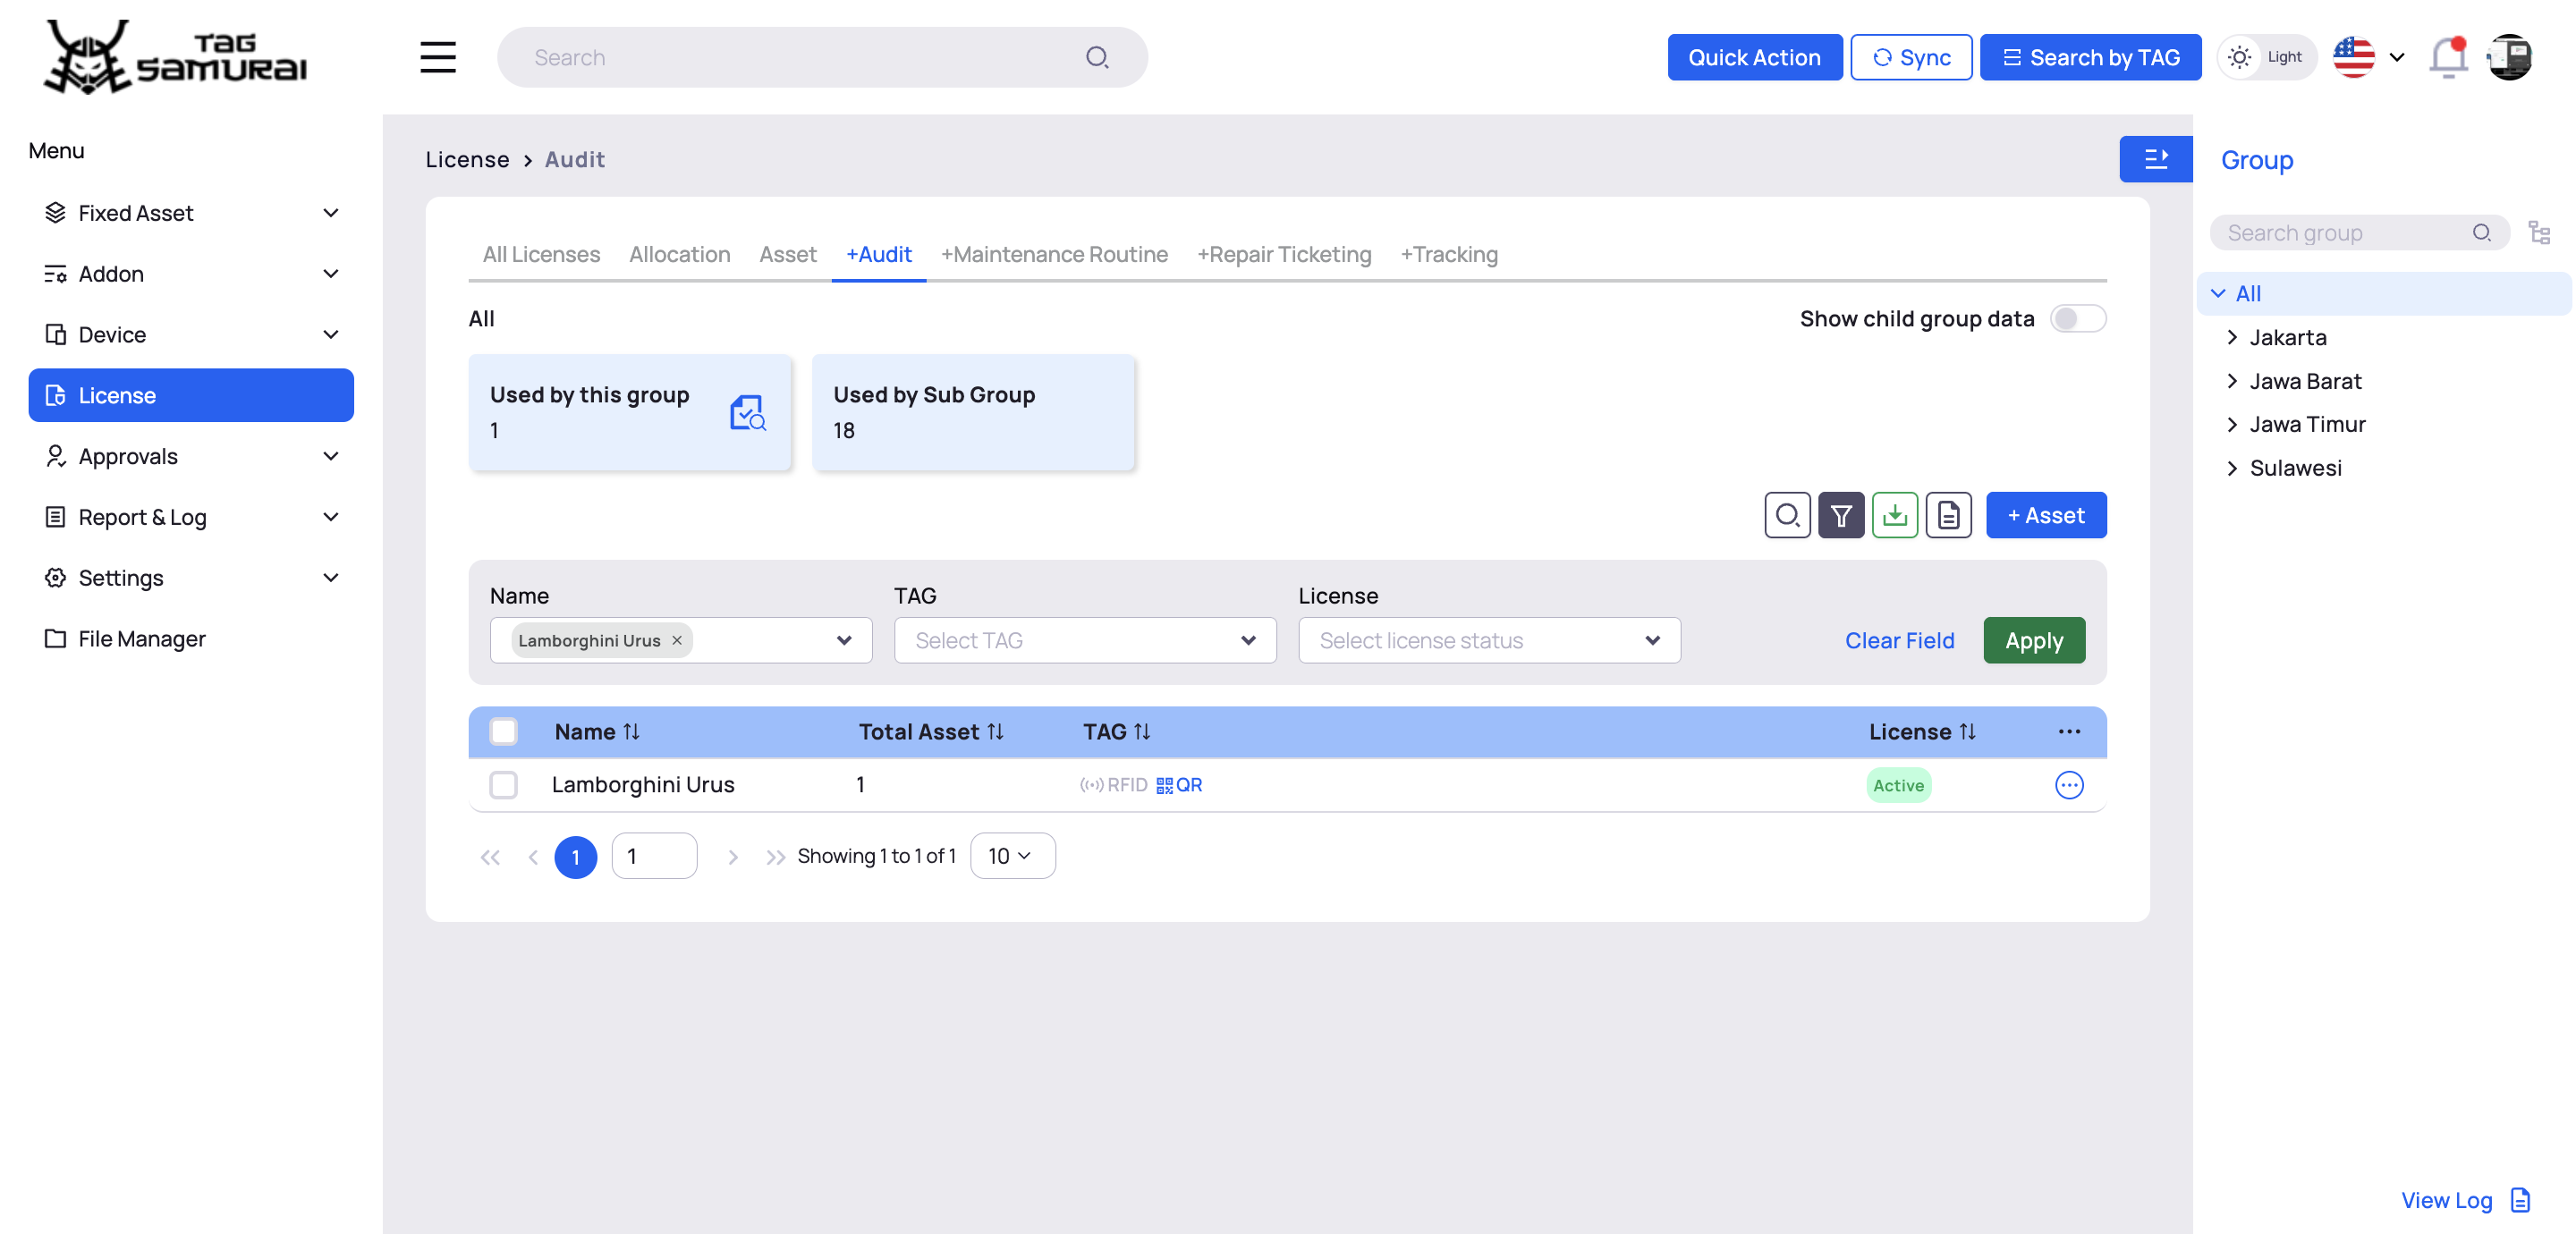 TAG
SAMURAI
Search
Quick Action
Sync
Search by TAG
Light
Menu
Fixed Asset
Addon
Device
License
Approvals
Report & Log
Settings
File Manager
License > Audit
All Licenses
Allocation
Asset
+Audit
+Maintenance Routine
+Repair Ticketing
+Tracking
All
Show child group data
Used by this group
1
Used by Sub Group
18
+ Asset
Name
Lamborghini Urus ×
TAG
Select TAG
License
Select license status
Clear Field
Apply
Name
Total Asset
TAG
License
Lamborghini Urus
1
RFID
QR
Active
1
1
Showing 1 to 1 of 1
10
Group
Search group
All
Jakarta
Jawa Barat
Jawa Timur
Sulawesi
View Log